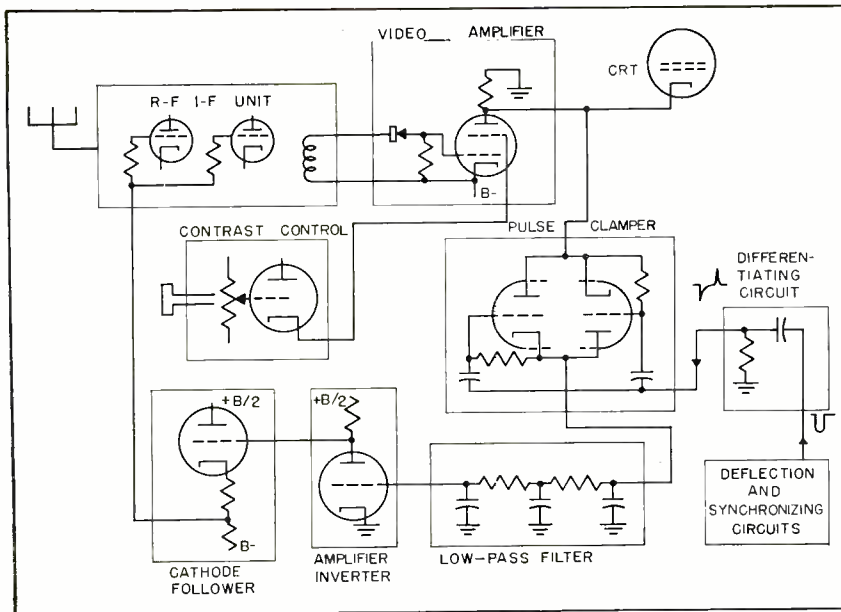 VIDEO AMPLIFIER
CRT
R-F I-F UNIT
B-
CONTRAST CONTROL
PULSE CLAMPER
DIFFEREN-
TIATING
CIRCUIT
+B/2
+B/2
B-
CATHODE
FOLLOWER
AMPLIFIER
INVERTER
LOW-PASS FILTER
DEFLECTION
AND
SYNCHRONIZING
CIRCUITS